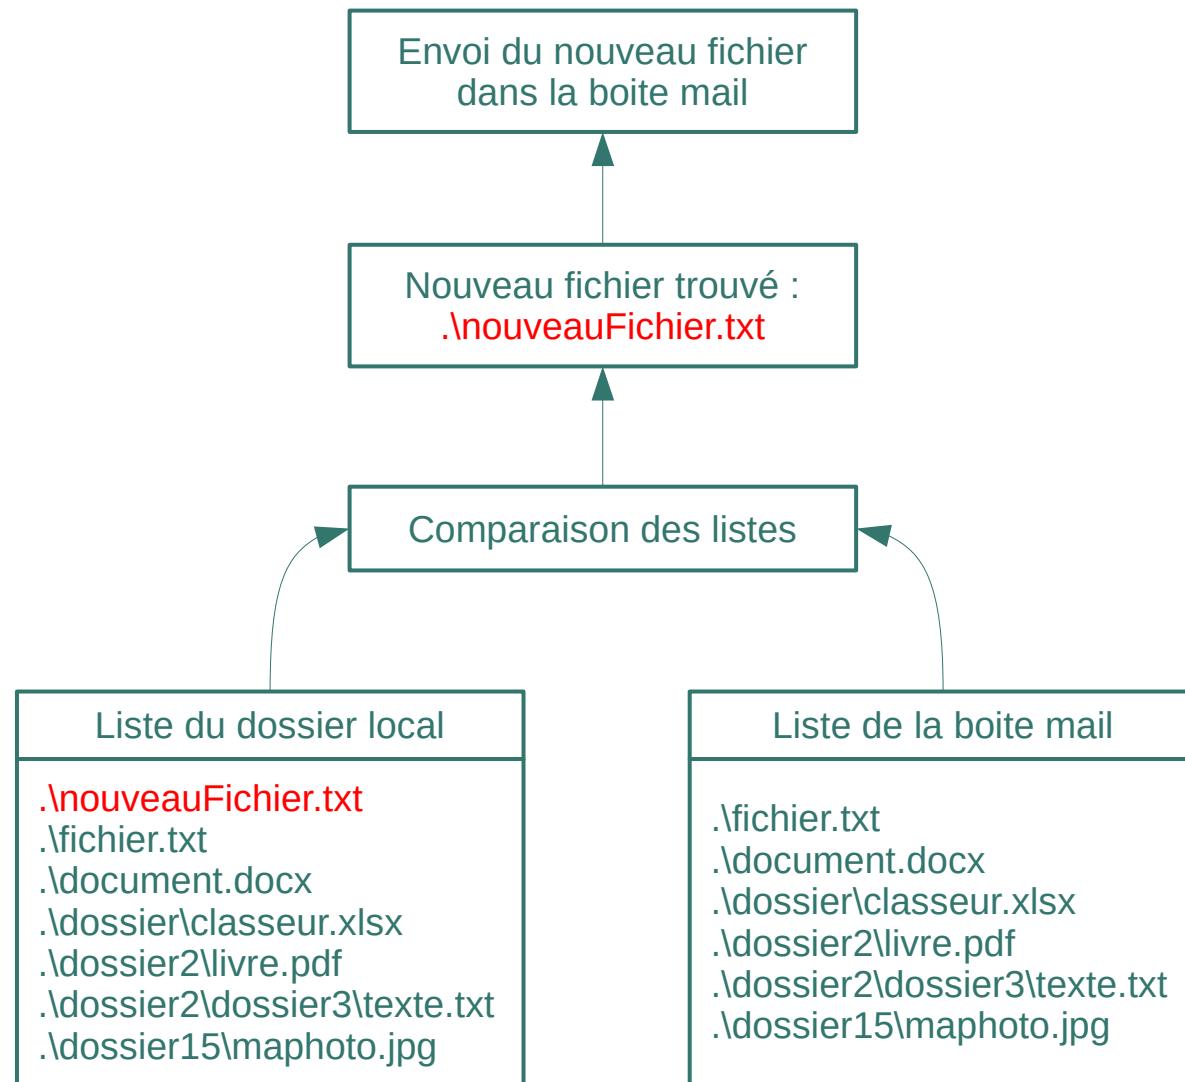 Envoi du nouveau fichier
dans la boite mail
Nouveau fichier trouvé :
.\nouveauFichier.txt
Comparaison des listes
Liste du dossier local
.\nouveauFichier.txt
.\fichier.txt
.\document.docx
.\dossier\classeur.xlsx
.\dossier2\livre.pdf
.\dossier2\dossier3\texte.txt
.\dossier15\maphoto.jpg
Liste de la boite mail
.\fichier.txt
.\document.docx
.\dossier\classeur.xlsx
.\dossier2\livre.pdf
.\dossier2\dossier3\texte.txt
.\dossier15\maphoto.jpg